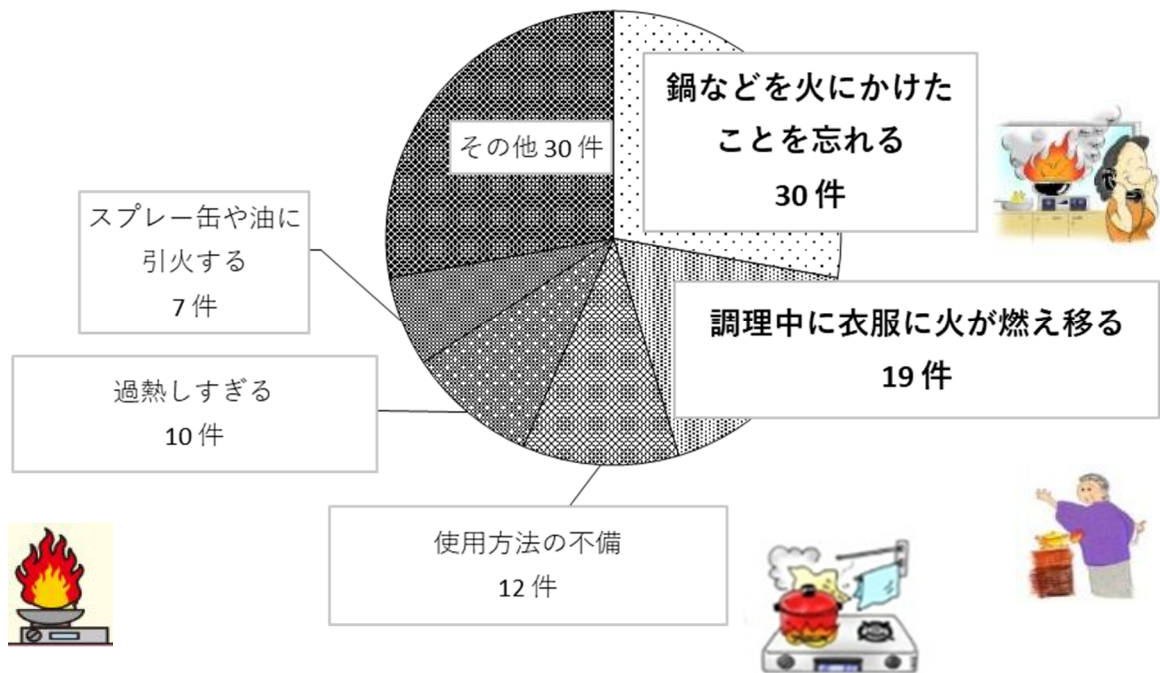 鍋などを火にかけた
ことを忘れる
30 件
調理中に衣服に火が燃え移る
19 件
使用方法の不備
12 件
過熱しすぎる
10 件
スプレー缶や油に
引火する
7 件
その他 30 件